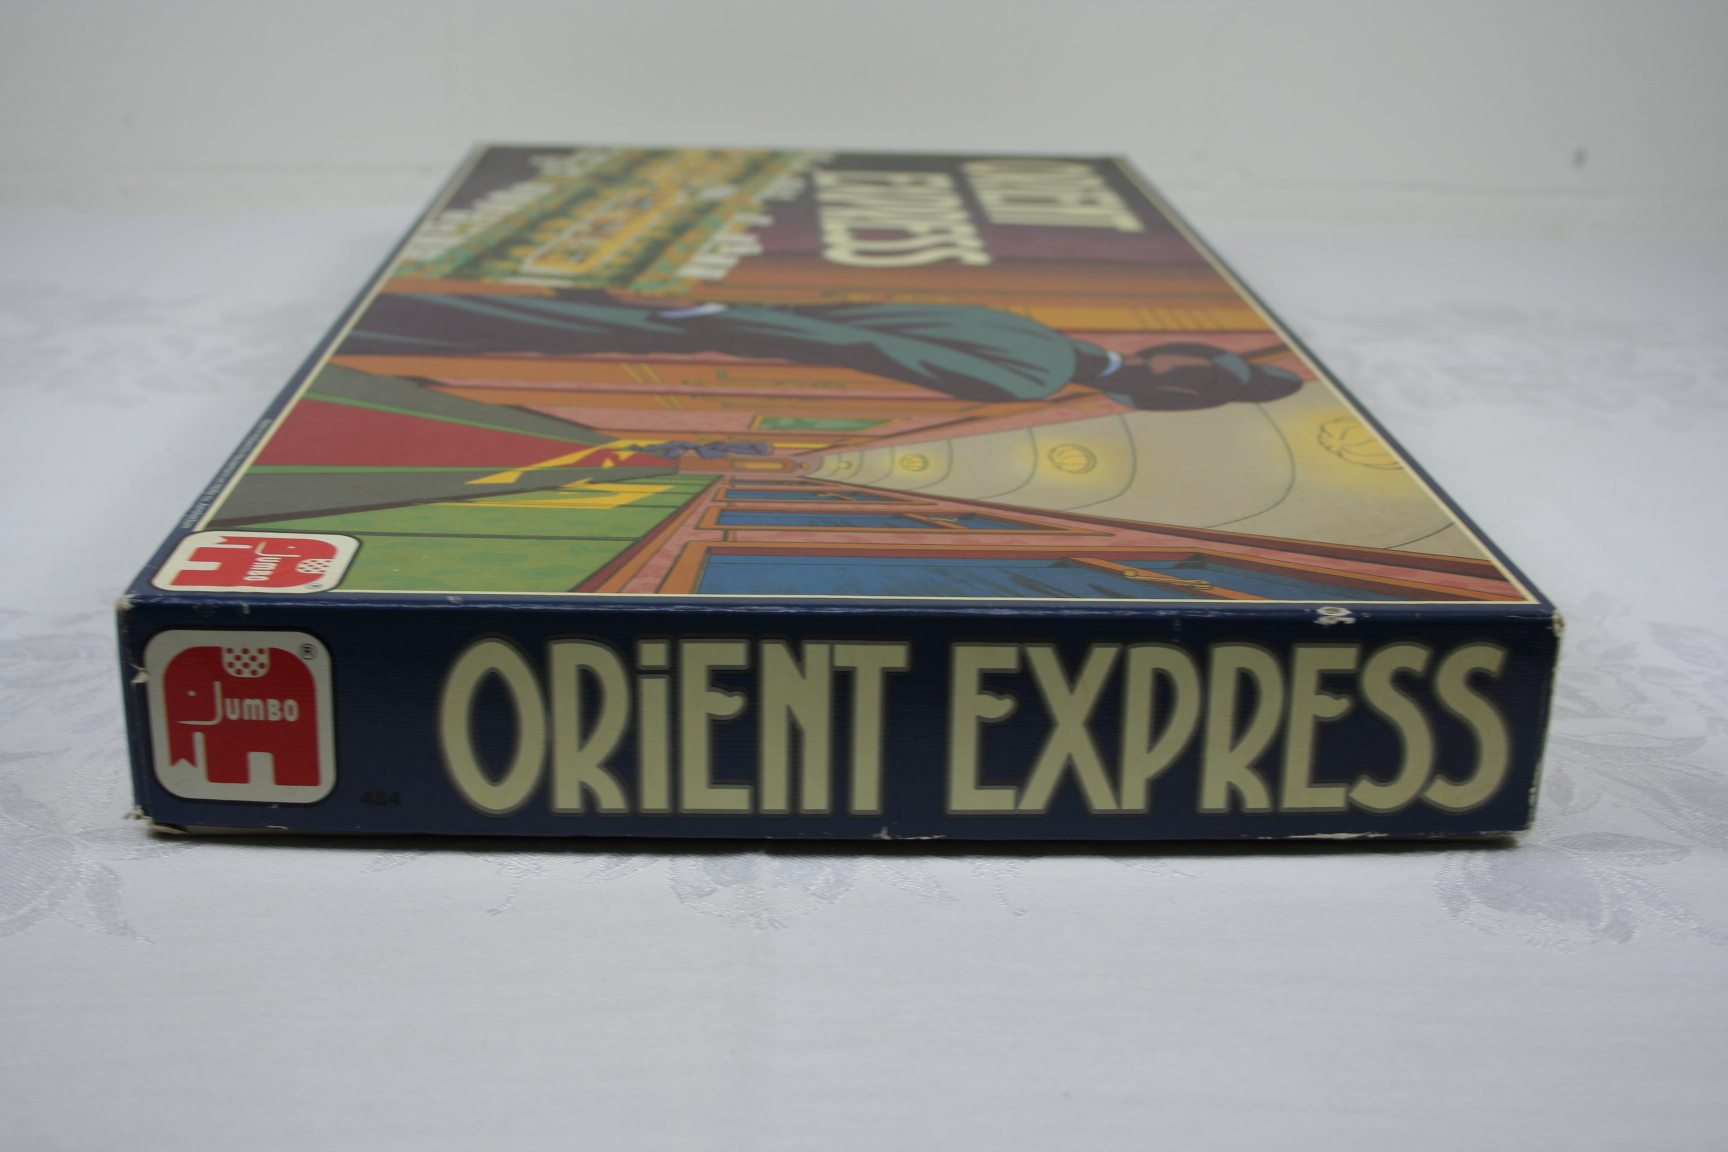 ORIENT
EXPRESS
JUMBO
®
JUMBO
484
ORiENT EXPRESS